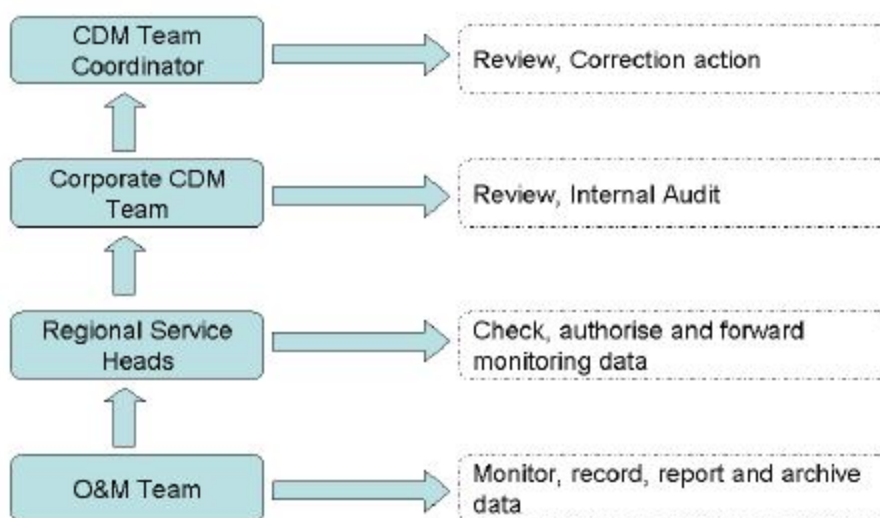 CDM Team
Coordinator
Review, Correction action
Corporate CDM
Team
Review, Internal Audit
Regional Service
Heads
Check, authorise and forward
monitoring data
O&M Team
Monitor, record, report and archive
data